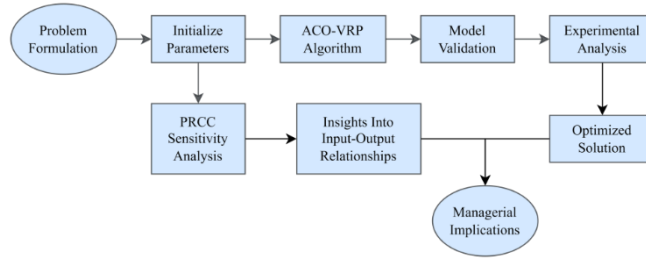 Problem
Formulation
Initialize
Parameters
ACO-VRP
Algorithm
Model
Validation
Experimental
Analysis
PRCC
Sensitivity
Analysis
Insights Into
Input-Output
Relationships
Optimized
Solution
Managerial
Implications